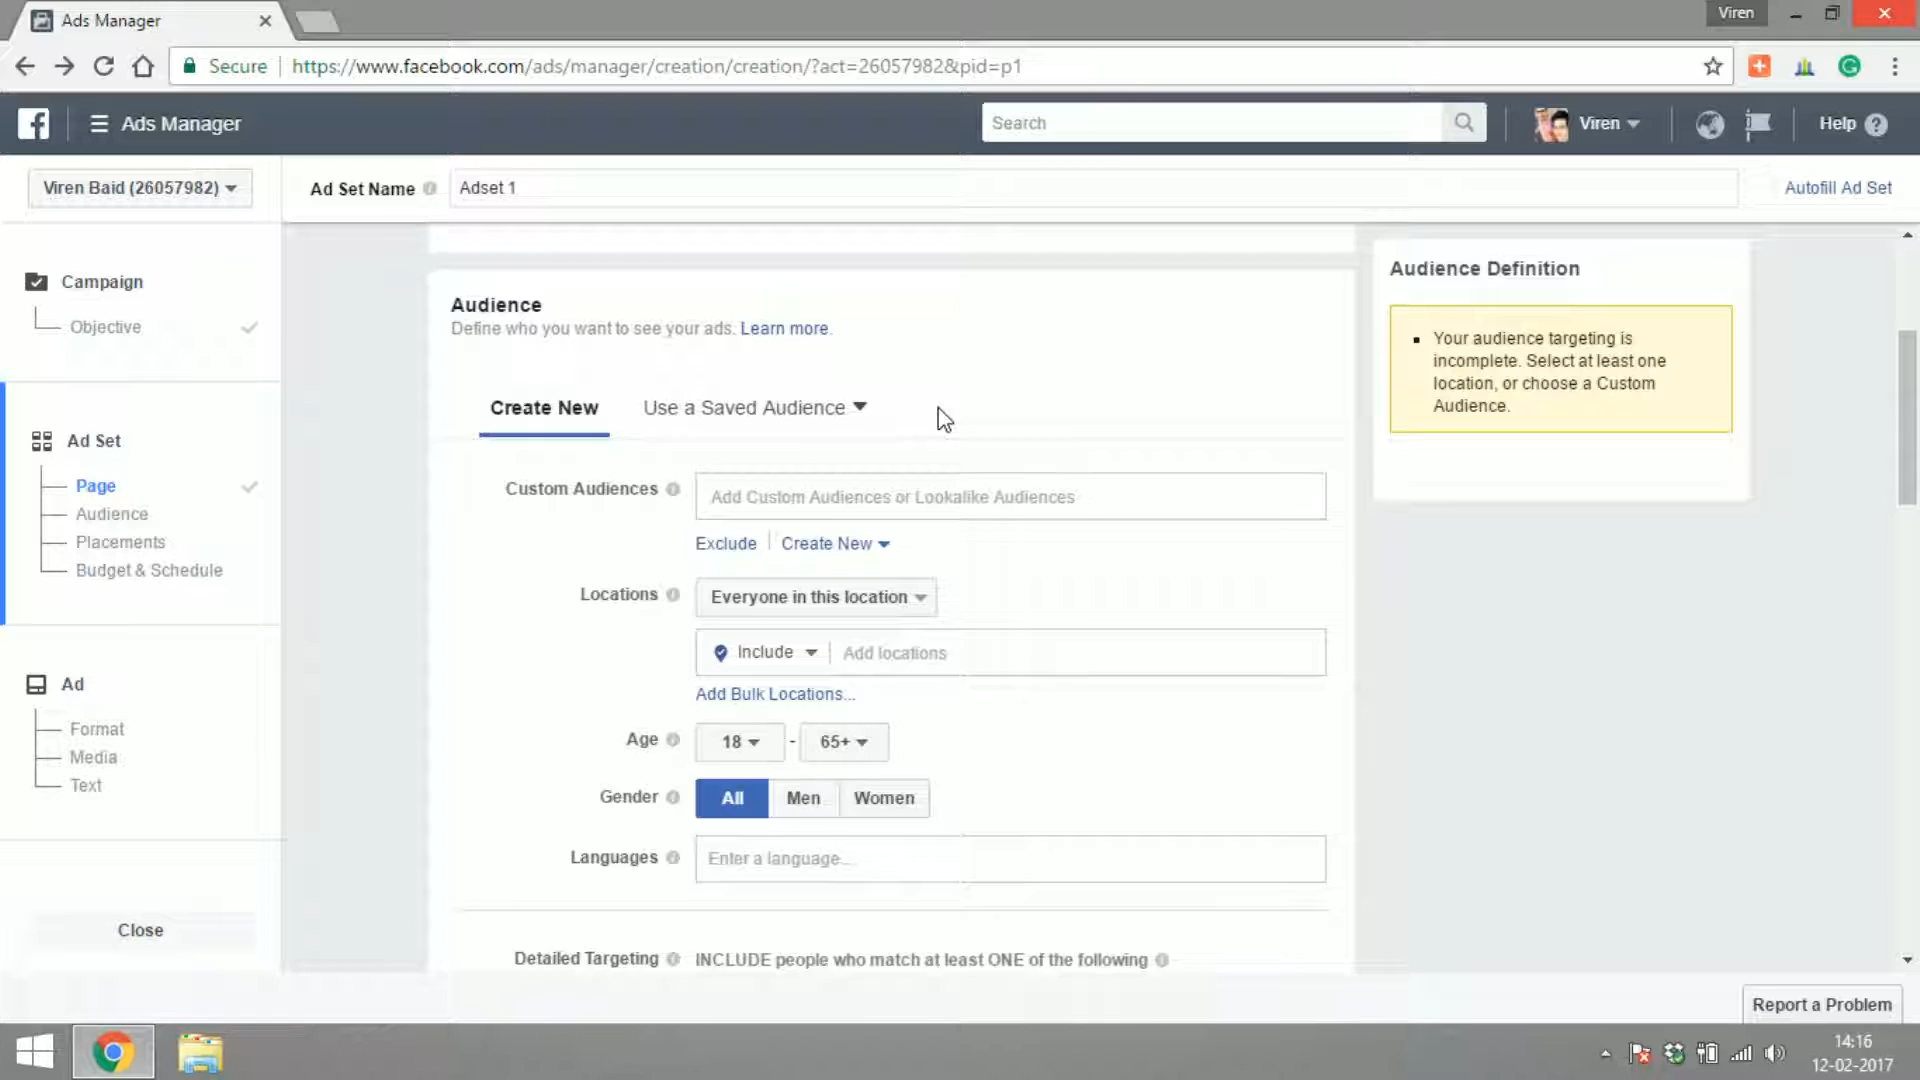 Ads Manager
Viren
Secure
https://www.facebook.com/ads/manager/creation/creation/?act=26057982&pid=p1
Ads Manager
Search
Viren
Help
Viren Baid (26057982)
Ad Set Name
Adset 1
Autofill Ad Set
Campaign
Objective
Ad Set
Page
Audience
Placements
Budget & Schedule
Ad
Format
Media
Text
Close
Audience
Define who you want to see your ads. Learn more.
Create New
Use a Saved Audience
Custom Audiences
Add Custom Audiences or Lookalike Audiences
Exclude
Create New
Locations
Everyone in this location
Include
Add locations
Add Bulk Locations...
Age
18 - 65+
Gender
All
Men
Women
Languages
Enter a language...
Detailed Targeting
INCLUDE people who match at least ONE of the following
Audience Definition
Your audience targeting is
incomplete. Select at least one
location, or choose a Custom
Audience.
Report a Problem
14:16
12-02-2017